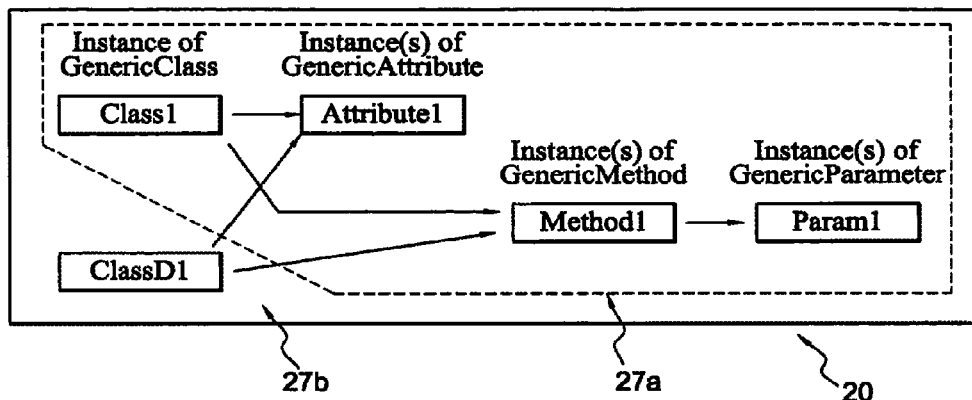 Instance of
GenericClass
Instance(s) of
GenericAttribute
Class1
Attribute1
Instance(s) of
GenericMethod
Instance(s) of
GenericParameter
Method1
Param1
ClassD1
27b
27a
20